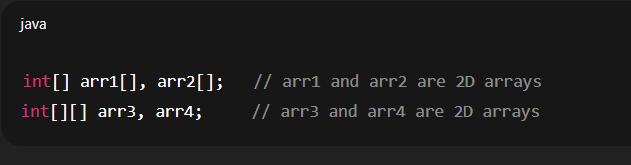 java
int[] arr1[], arr2[];   // arr1 and arr2 are 2D arrays
int[][] arr3, arr4;     // arr3 and arr4 are 2D arrays